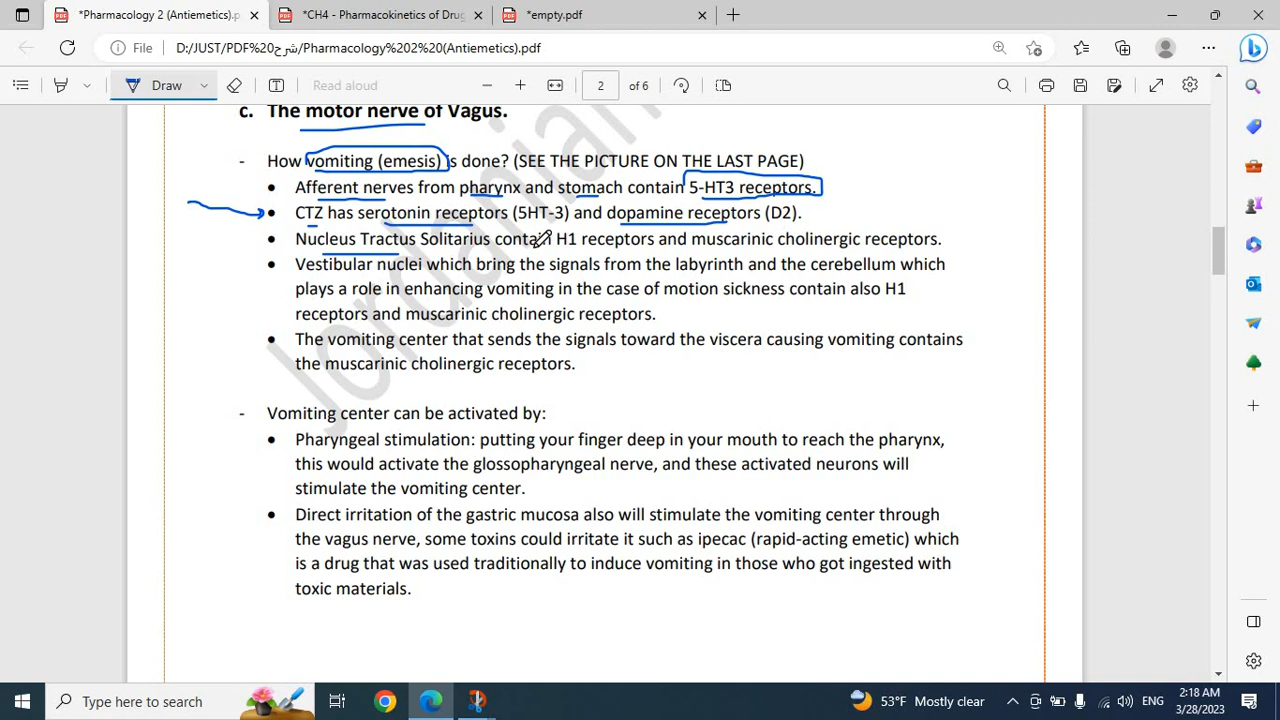 *Pharmacology 2 (Antiemetics).p
*CH4 - Pharmacokinetics of Drug
*empty.pdf
File
D:/JUST/PDF%20شرح/Pharmacology%202%20(Antiemetics).pdf
Draw
Read aloud
2
of 6
c. The motor nerve of Vagus.
- How vomiting (emesis) is done? (SEE THE PICTURE ON THE LAST PAGE)
• Afferent nerves from pharynx and stomach contain 5-HT3 receptors.
• CTZ has serotonin receptors (5HT-3) and dopamine receptors (D2).
• Nucleus Tractus Solitarius contain H1 receptors and muscarinic cholinergic receptors.
• Vestibular nuclei which bring the signals from the labyrinth and the cerebellum which
plays a role in enhancing vomiting in the case of motion sickness contain also H1
receptors and muscarinic cholinergic receptors.
• The vomiting center that sends the signals toward the viscera causing vomiting contains
the muscarinic cholinergic receptors.
- Vomiting center can be activated by:
• Pharyngeal stimulation: putting your finger deep in your mouth to reach the pharynx,
this would activate the glossopharyngeal nerve, and these activated neurons will
stimulate the vomiting center.
• Direct irritation of the gastric mucosa also will stimulate the vomiting center through
the vagus nerve, some toxins could irritate it such as ipecac (rapid-acting emetic) which
is a drug that was used traditionally to induce vomiting in those who got ingested with
toxic materials.
Jordanian
Type here to search
53°F Mostly clear
ENG
2:18 AM
3/28/2023